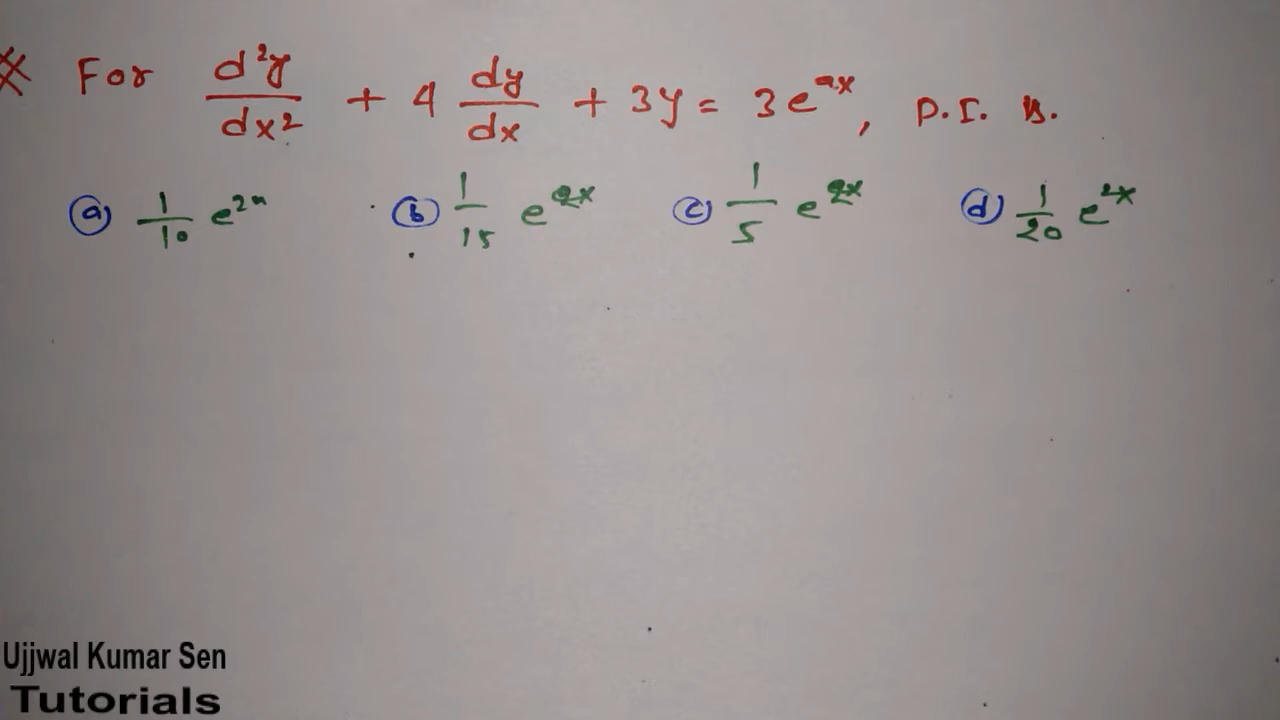 ※ For d²y/dx² + 4 dy/dx + 3y = 3e^2x, P.I. is.
(a) 1/10 e^2x (b) 1/15 e^2x (c) 1/5 e^2x (d) 1/20 e^2x
Ujjwal Kumar Sen
Tutorials